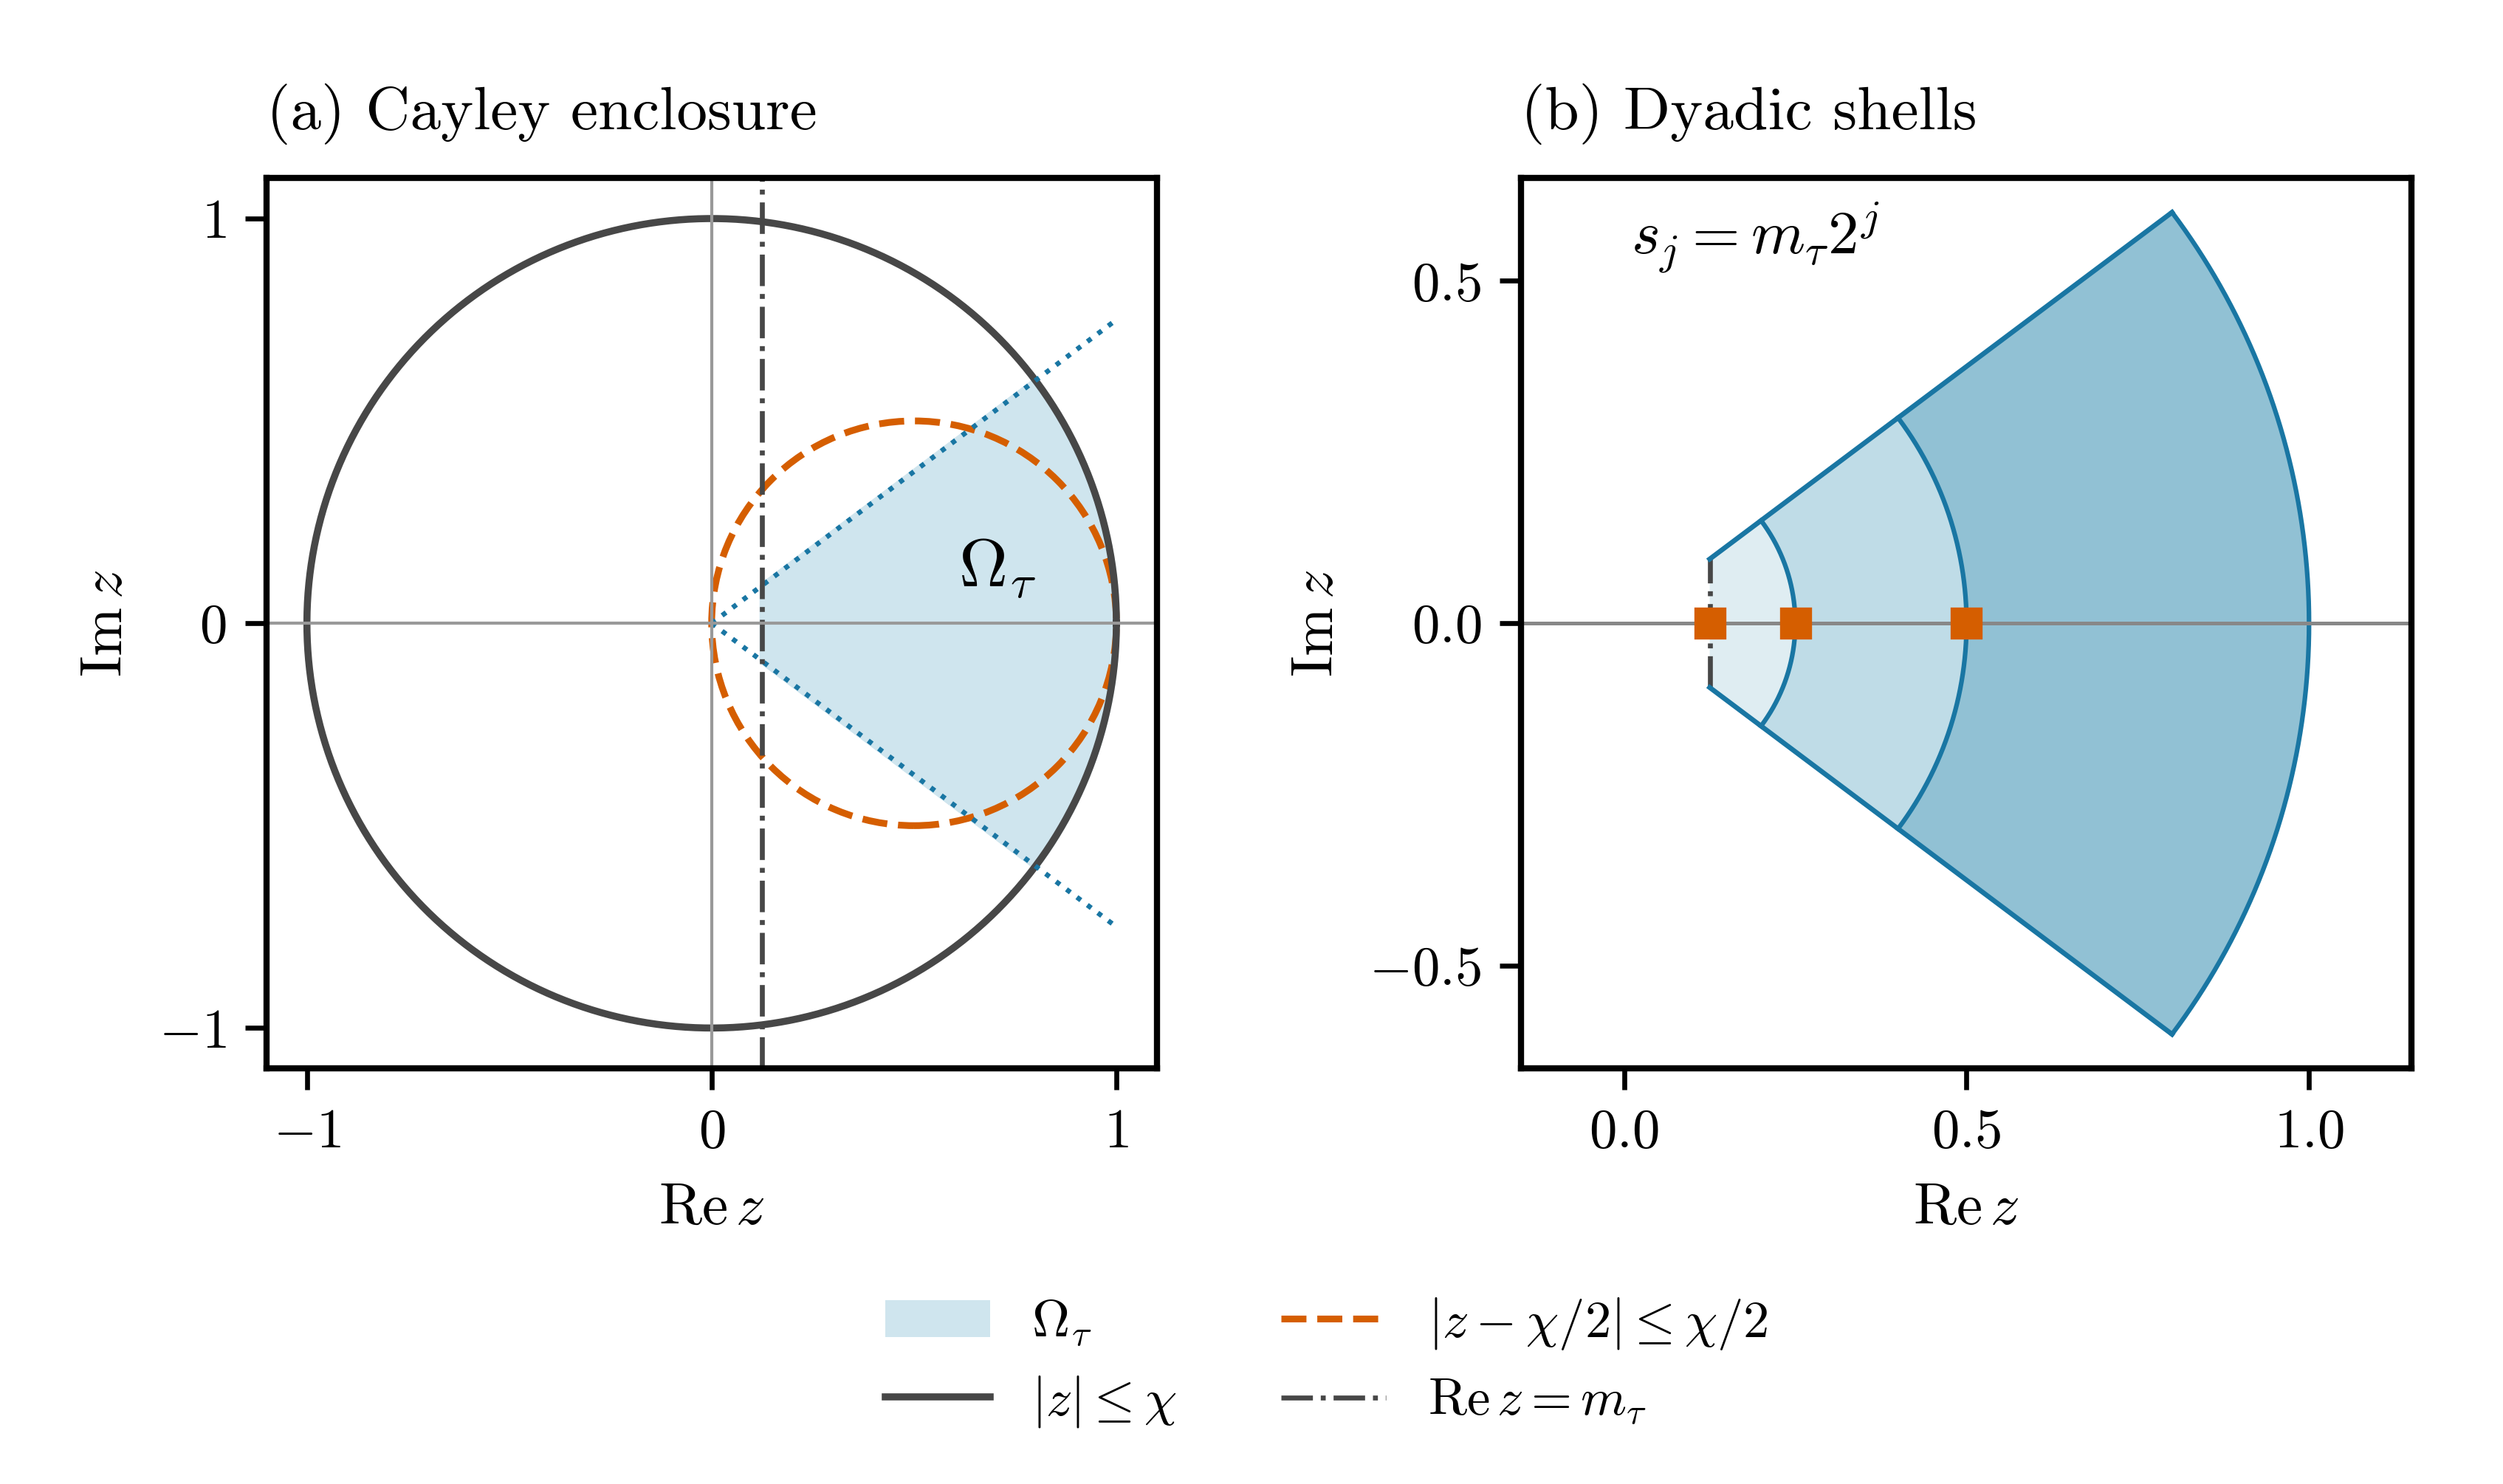 (a) Cayley enclosure
1
0
−1
−1
0
1
Im z
Re z
Ω_τ
(b) Dyadic shells
s_j = m_τ 2^j
0.5
0.0
−0.5
0.0
0.5
1.0
Im z
Re z
Ω_τ
|z| ≤ χ
|z − χ/2| ≤ χ/2
Re z = m_τ